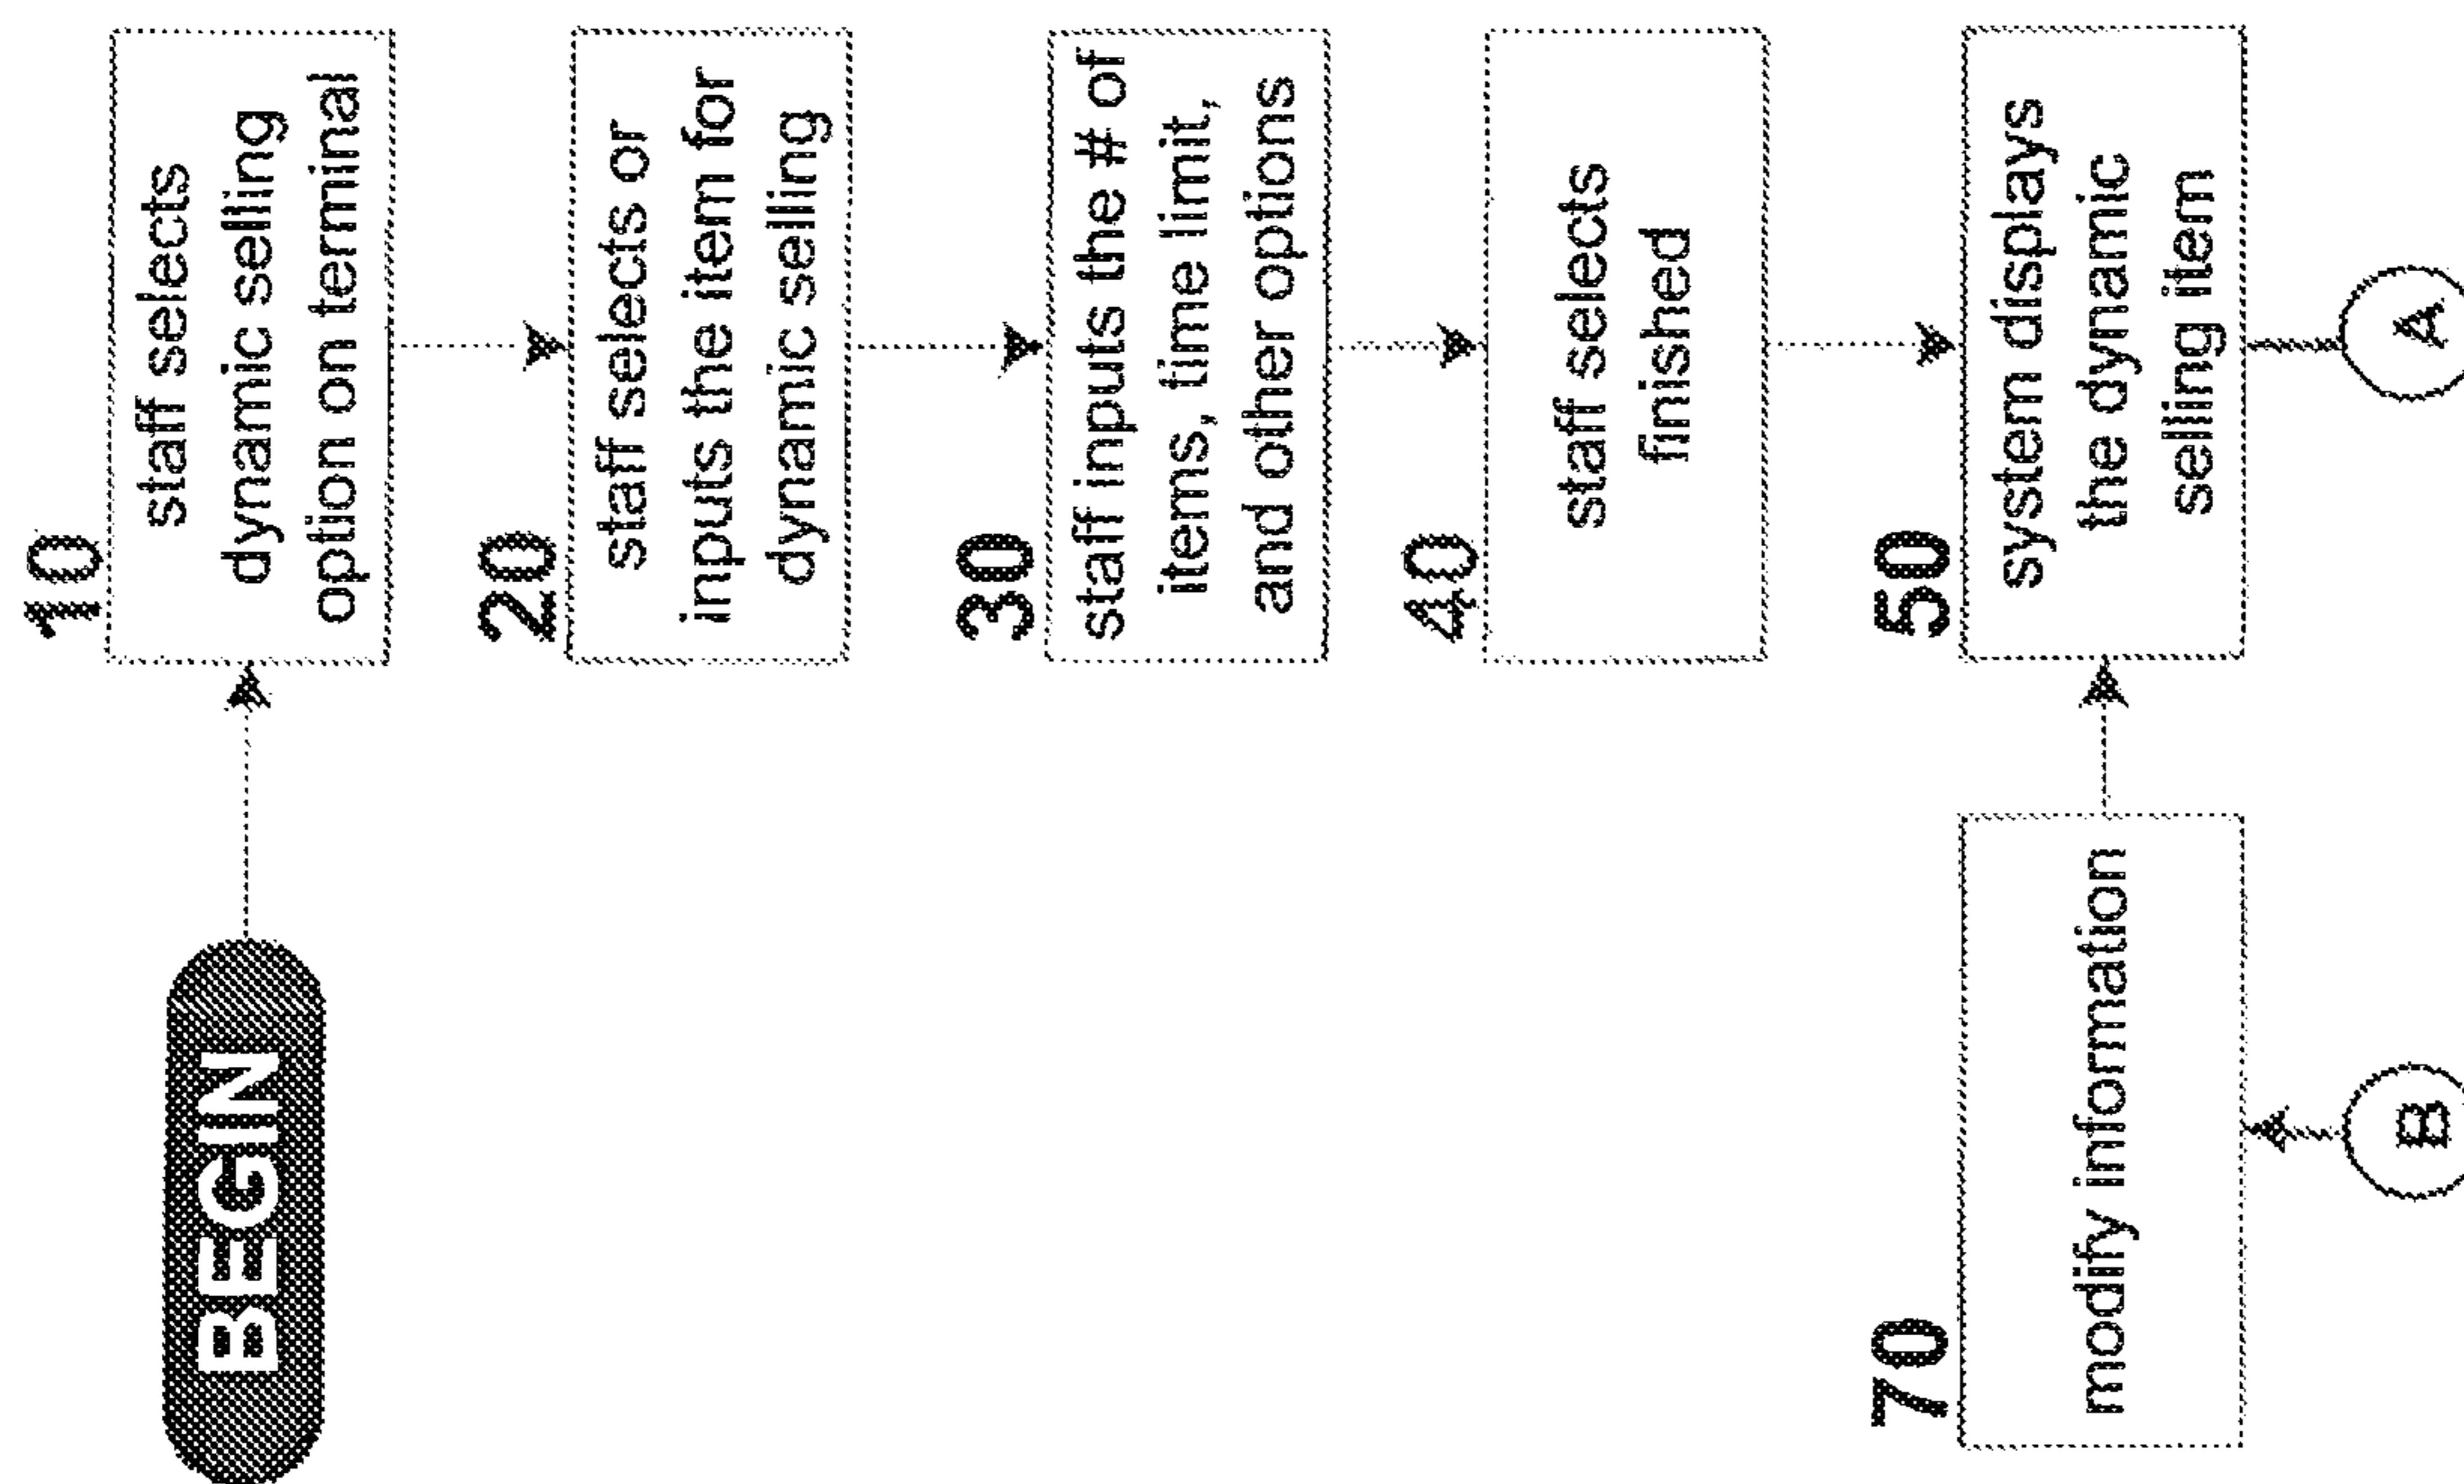 BEGIN
10
staff selects
dynamic selling
option on terminal
20
staff selects or
inputs the item for
dynamic selling
30
staff inputs the # of
items, time limit,
and other options
40
staff selects
finished
50
system displays
the dynamic
selling item
70
modify information
A
B